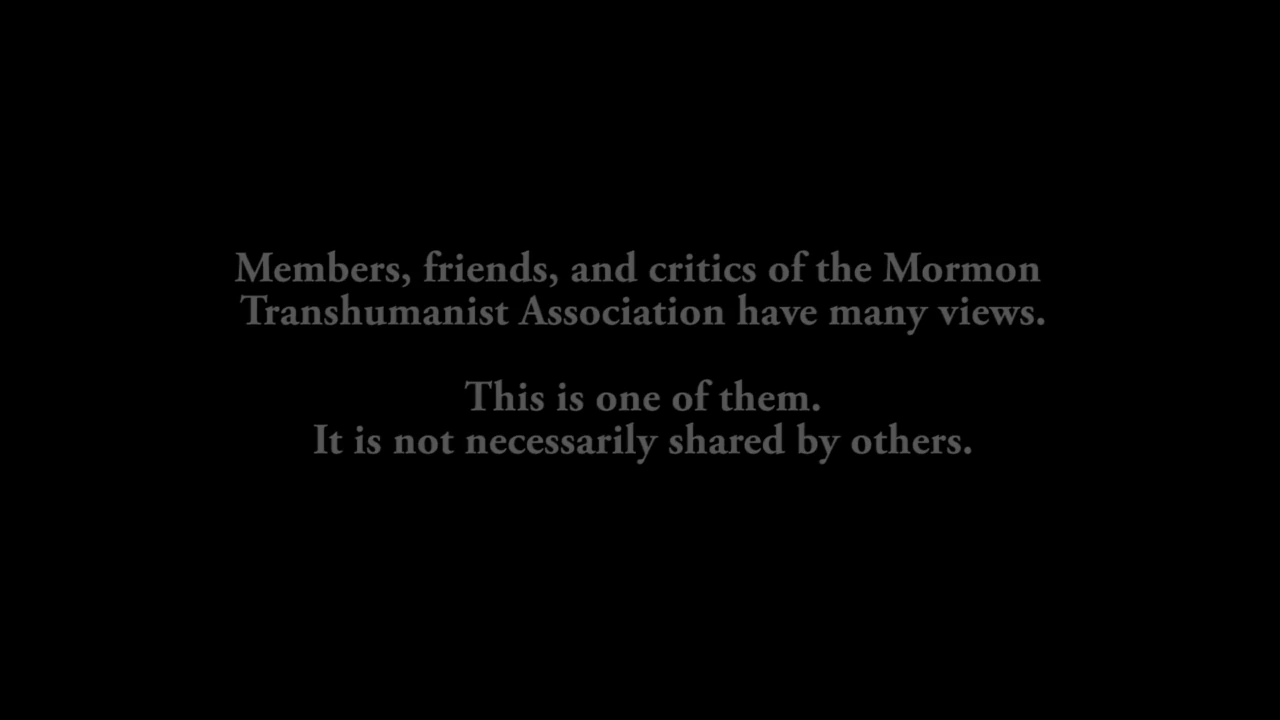 Members, friends, and critics of the Mormon
Transhumanist Association have many views.
This is one of them.
It is not necessarily shared by others.